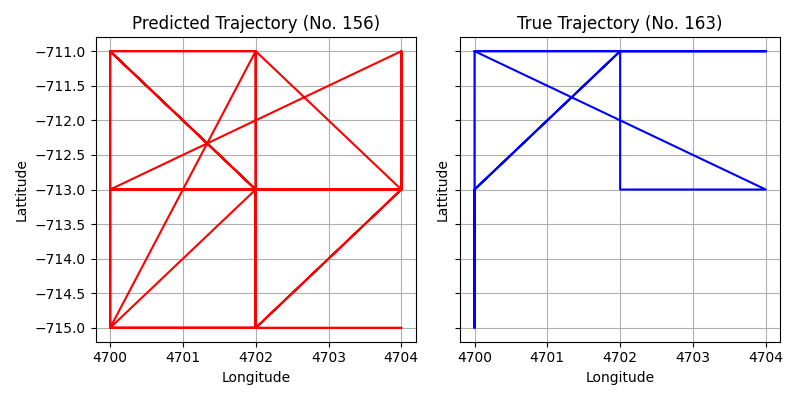 Predicted Trajectory (No. 156)
True Trajectory (No. 163)
−711.0
−711.5
−712.0
−712.5
−713.0
−713.5
−714.0
−714.5
−715.0
Lattitude
Lattitude
4700 4701 4702 4703 4704
4700 4701 4702 4703 4704
Longitude
Longitude